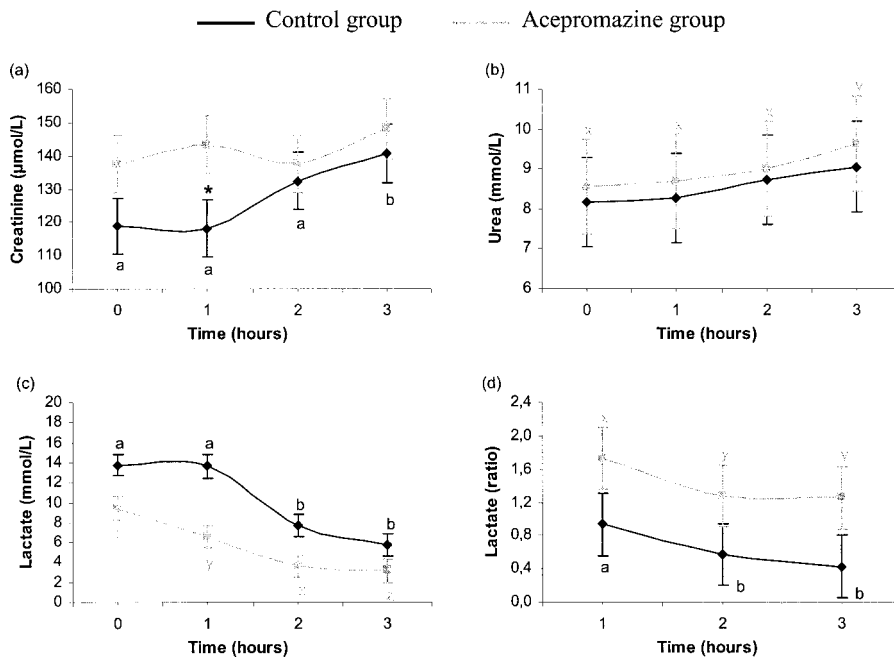 Control group Acepromazine group
(a)
160
150
140
130
120
110
100
Creatinine (µmol/L)
*
a
a
a
b
0 1 2 3
Time (hours)
(b)
11
10
9
8
7
6
Urea (mmol/L)
y
0 1 2 3
Time (hours)
(c)
20
18
16
14
12
10
8
6
4
2
0
Lactate (mmol/L)
a a
b
b
y
0 1 2 3
Time (hours)
(d)
2,4
2,0
1,6
1,2
0,8
0,4
0,0
Lactate (ratio)
y y
a
b
b
1 2 3
Time (hours)